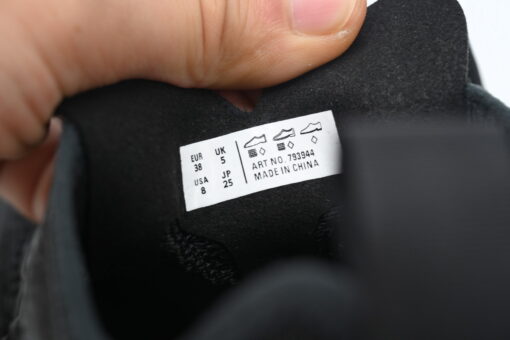 EUR UK
38 5
USA JP
8 25
ART NO. 793944
MADE IN CHINA